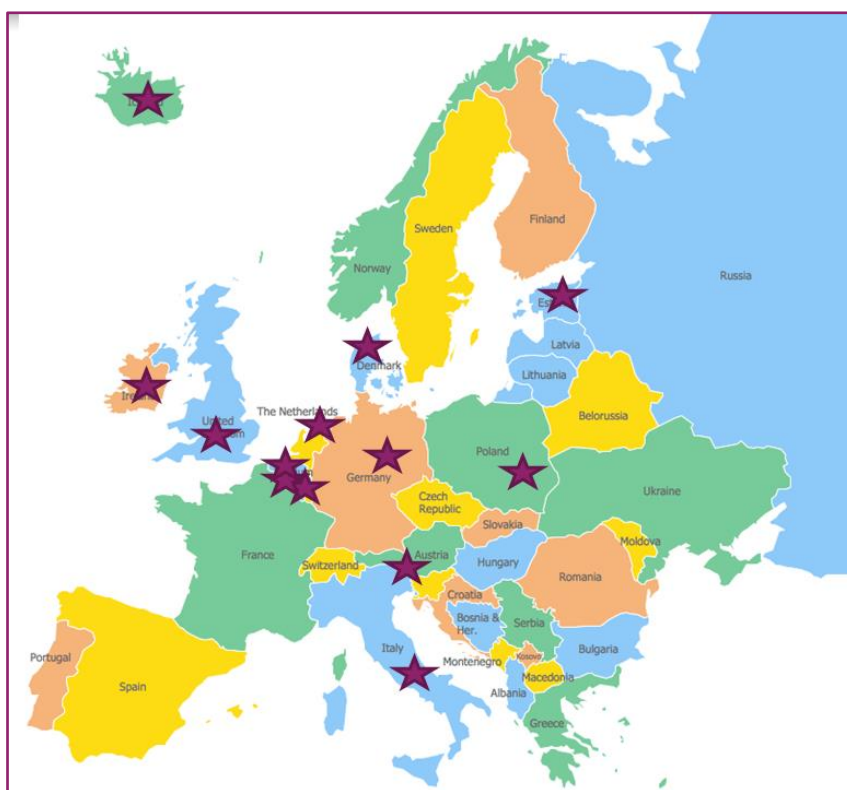 Sweden
Finland
Norway
Russia
Latvia
Denmark
Lithuania
United
The Netherlands
Belorussia
Poland
Germany
Ukraine
Czech
Republic
Slovakia
France
Austria
Moldova
Switzerland
Hungary
Romania
Croatia
Bosnia &
Her.
Serbia
Italy
Bulgaria
Portugal
Kosovo
Montenegro
Spain
Macedonia
Albania
Greece